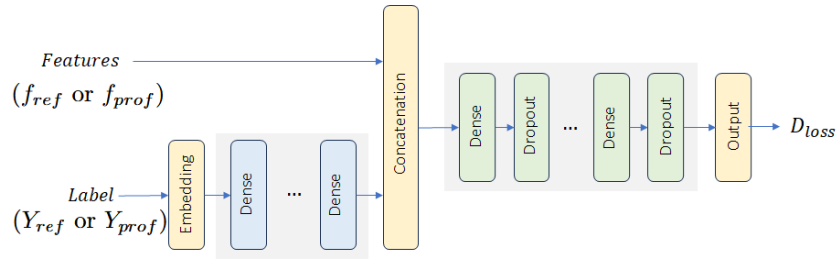 Features
(f_ref or f_prof)
Label
(Y_ref or Y_prof)
Embedding
Dense
...
Dense
Concatenation
Dense
Dropout
...
Dense
Dropout
Output
D_loss